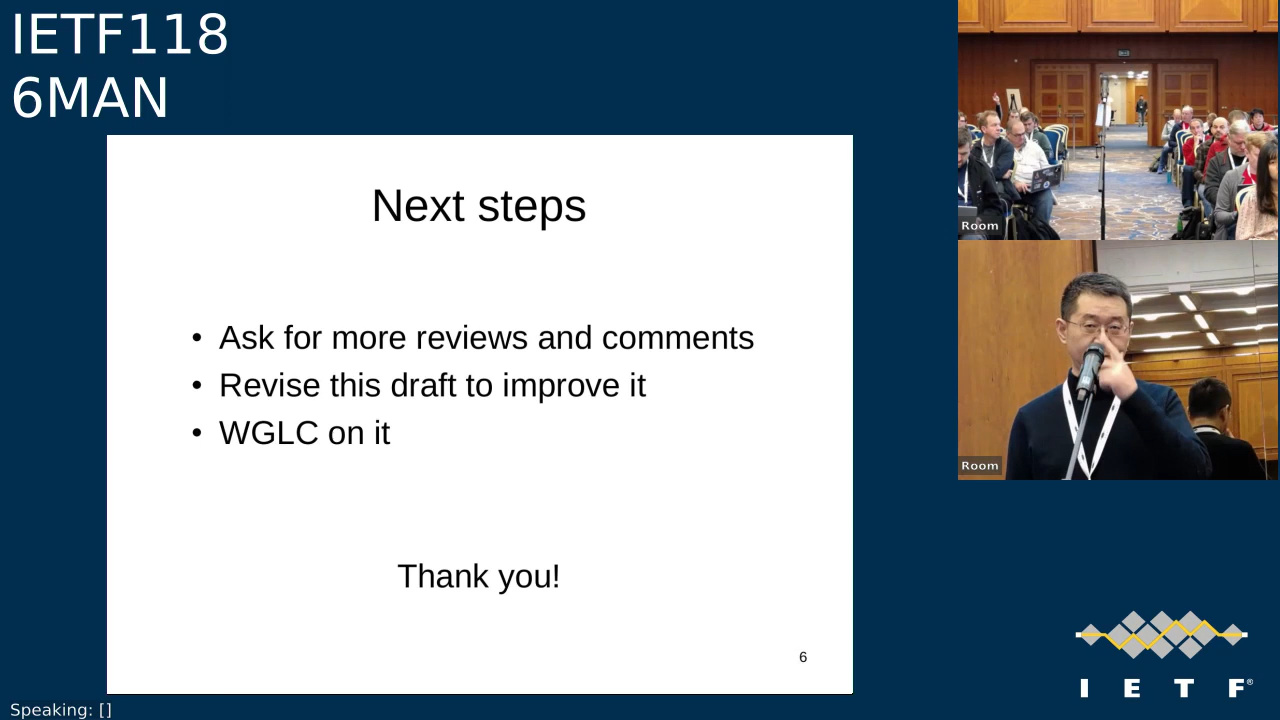 IETF118
6MAN
Next steps
• Ask for more reviews and comments
• Revise this draft to improve it
• WGLC on it
Thank you!
6
Room
Room
I E T F®
Speaking: []